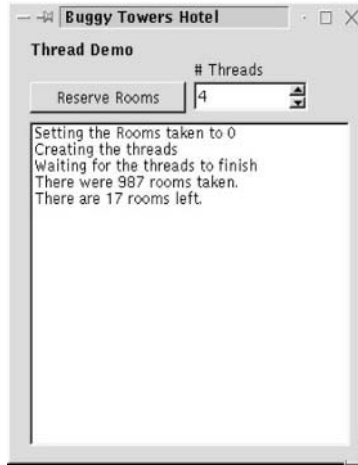 Buggy Towers Hotel
Thread Demo
# Threads
Reserve Rooms
4
Setting the Rooms taken to 0
Creating the threads
Waiting for the threads to finish
There were 987 rooms taken.
There are 17 rooms left.